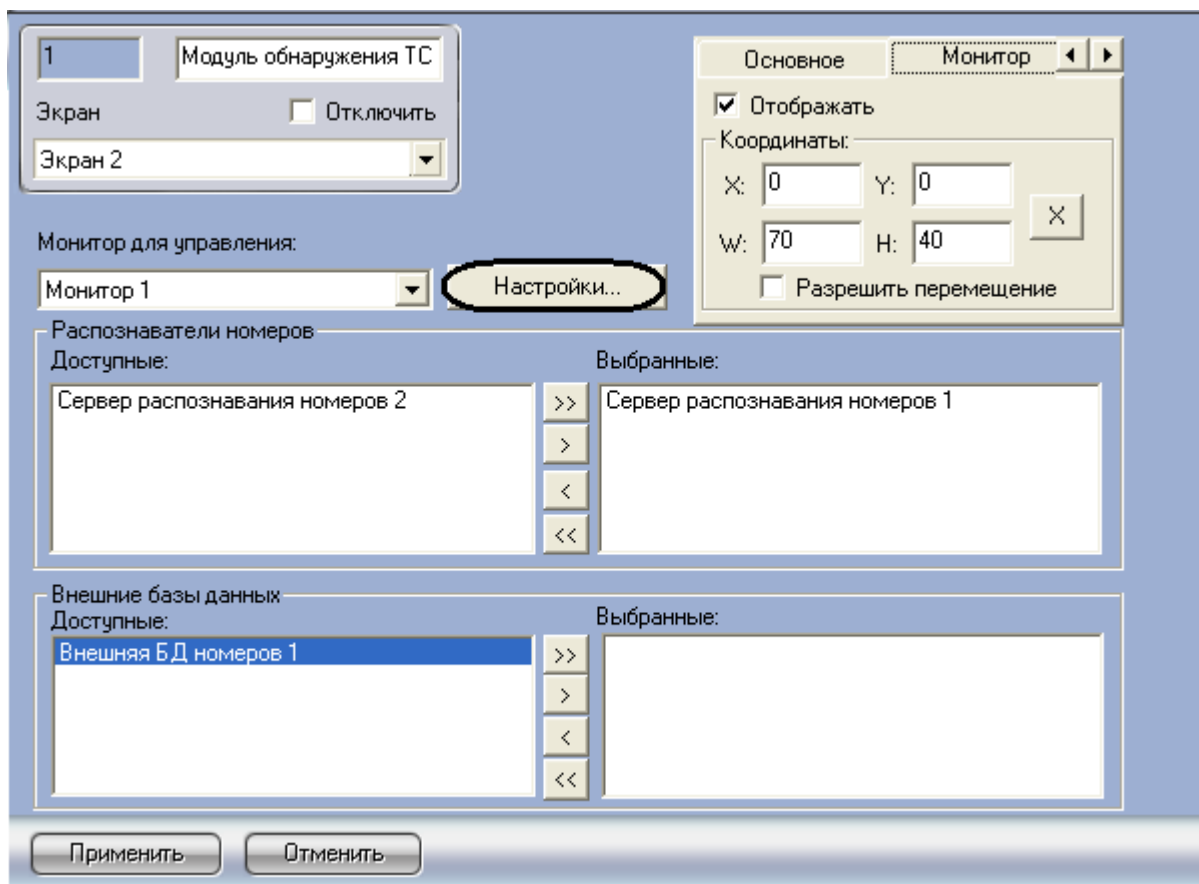 1
Модуль обнаружения ТС
Экран
Отключить
Экран 2
Основное
Монитор
Отображать
Координаты:
X: 0 Y: 0
X
W: 70 H: 40
Разрешить перемещение
Монитор для управления:
Монитор 1
Настройки...
Распознаватели номеров
Доступные:
Выбранные:
Сервер распознавания номеров 2
>>
>
<
<<
Сервер распознавания номеров 1
Внешние базы данных
Доступные:
Выбранные:
Внешняя БД номеров 1
>>
>
<
<<
Применить
Отменить